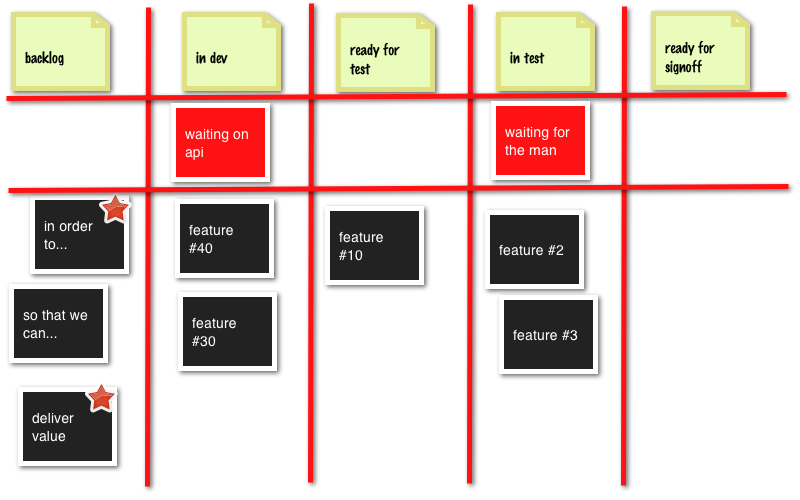 backlog
in dev
ready for
test
in test
ready for
signoff
waiting on
api
waiting for
the man
in order
to...
feature
#40
feature
#10
feature #2
so that we
can...
feature
#30
feature #3
deliver
value